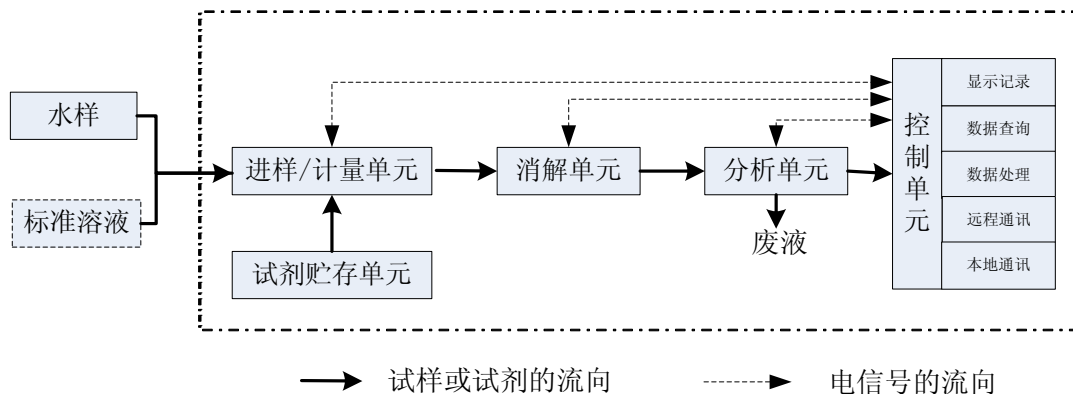 水样
标准溶液
进样/计量单元
试剂贮存单元
消解单元
分析单元
废液
控制单元
显示记录
数据查询
数据处理
远程通讯
本地通讯
试样或试剂的流向
电信号的流向